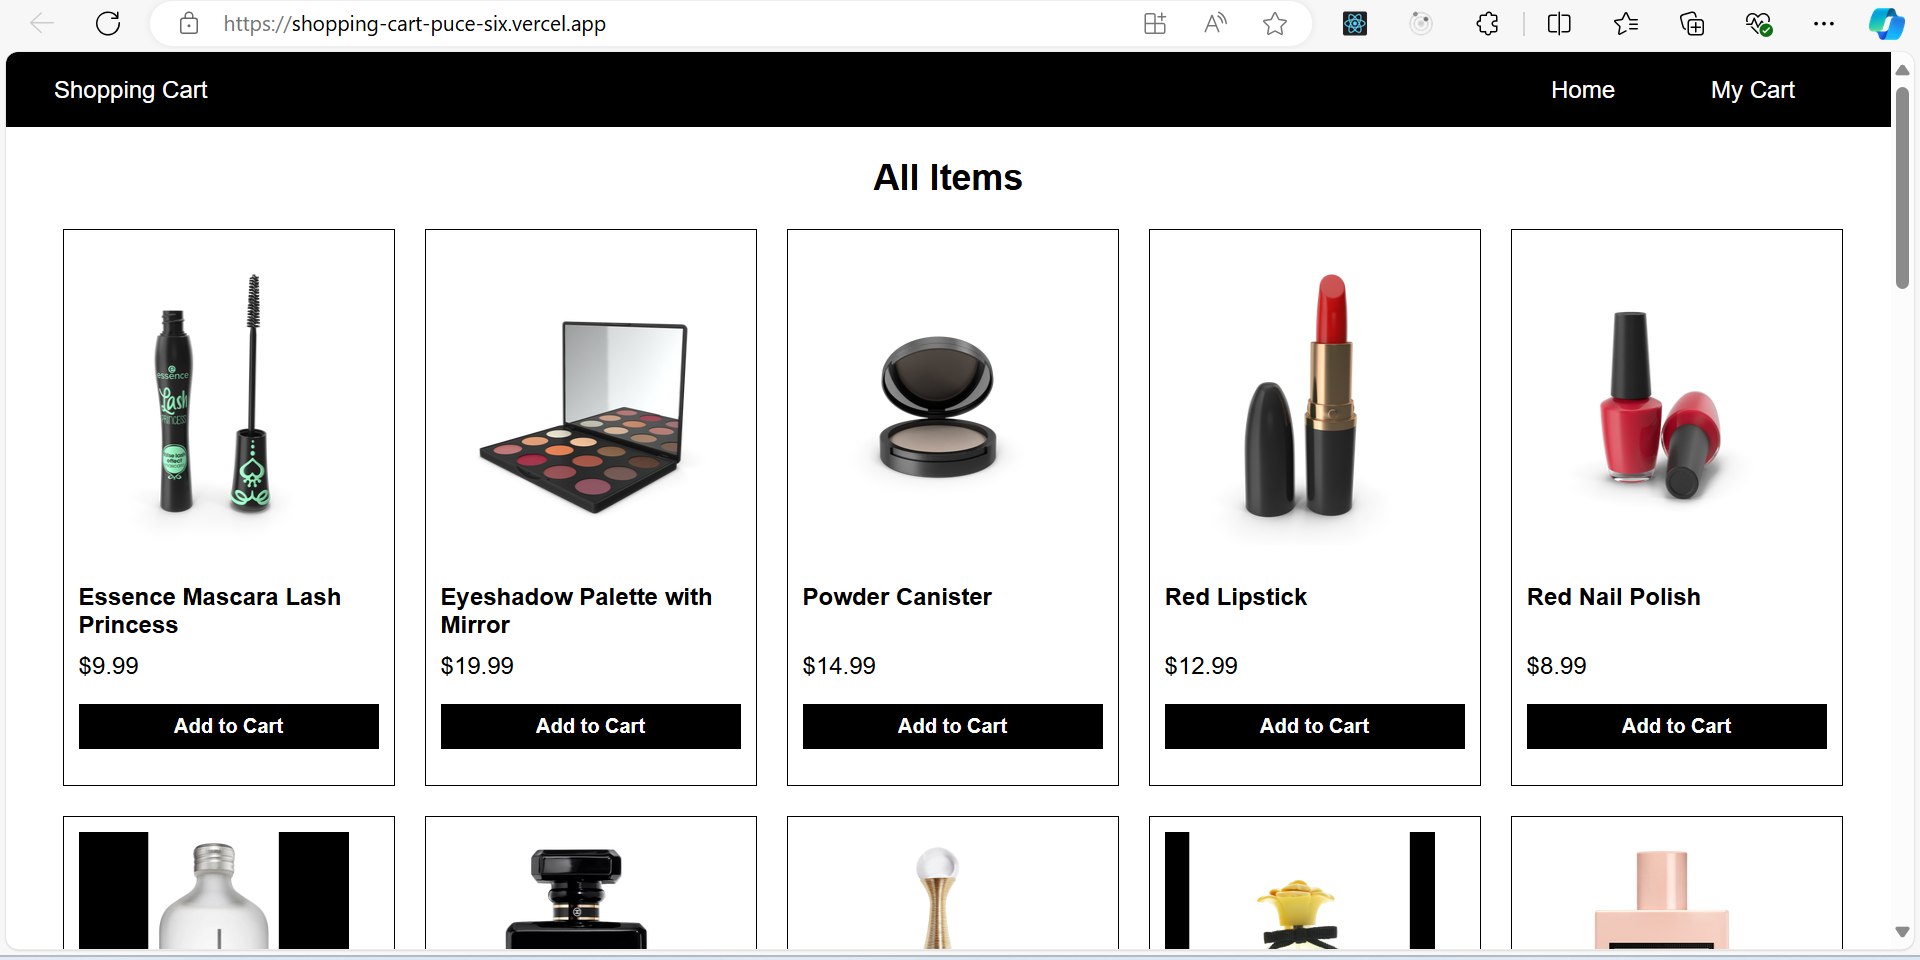 https://shopping-cart-puce-six.vercel.app
Shopping Cart
Home
My Cart
All Items
essence
Lash
PRINCESS
false lash
effect
Essence Mascara Lash
Princess
$9.99
Add to Cart
Eyeshadow Palette with
Mirror
$19.99
Add to Cart
Powder Canister
$14.99
Add to Cart
Red Lipstick
$12.99
Add to Cart
Red Nail Polish
$8.99
Add to Cart